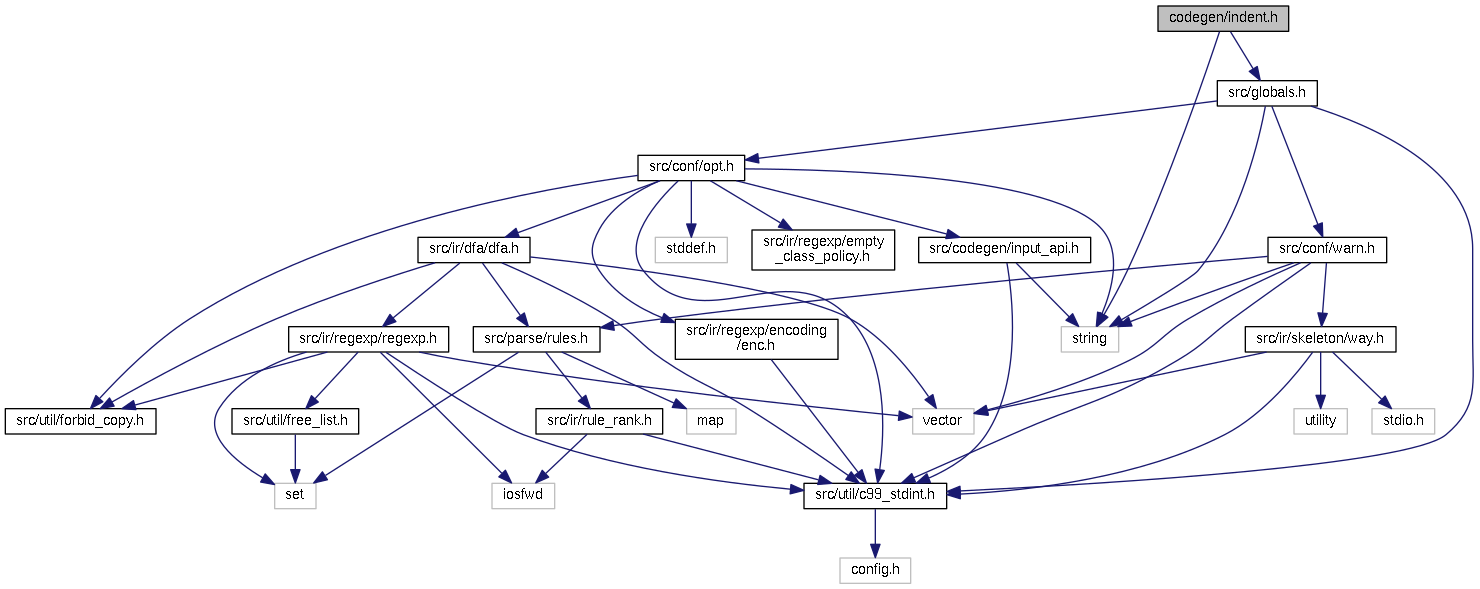 codegen/indent.h
src/globals.h
src/conf/opt.h
src/ir/dfa/dfa.h
stddef.h
src/ir/regexp/empty
_class_policy.h
src/codegen/input_api.h
src/conf/warn.h
src/ir/regexp/regexp.h
src/parse/rules.h
src/ir/regexp/encoding
/enc.h
string
src/ir/skeleton/way.h
src/util/forbid_copy.h
src/util/free_list.h
src/ir/rule_rank.h
map
vector
utility
stdio.h
set
iosfwd
src/util/c99_stdint.h
config.h